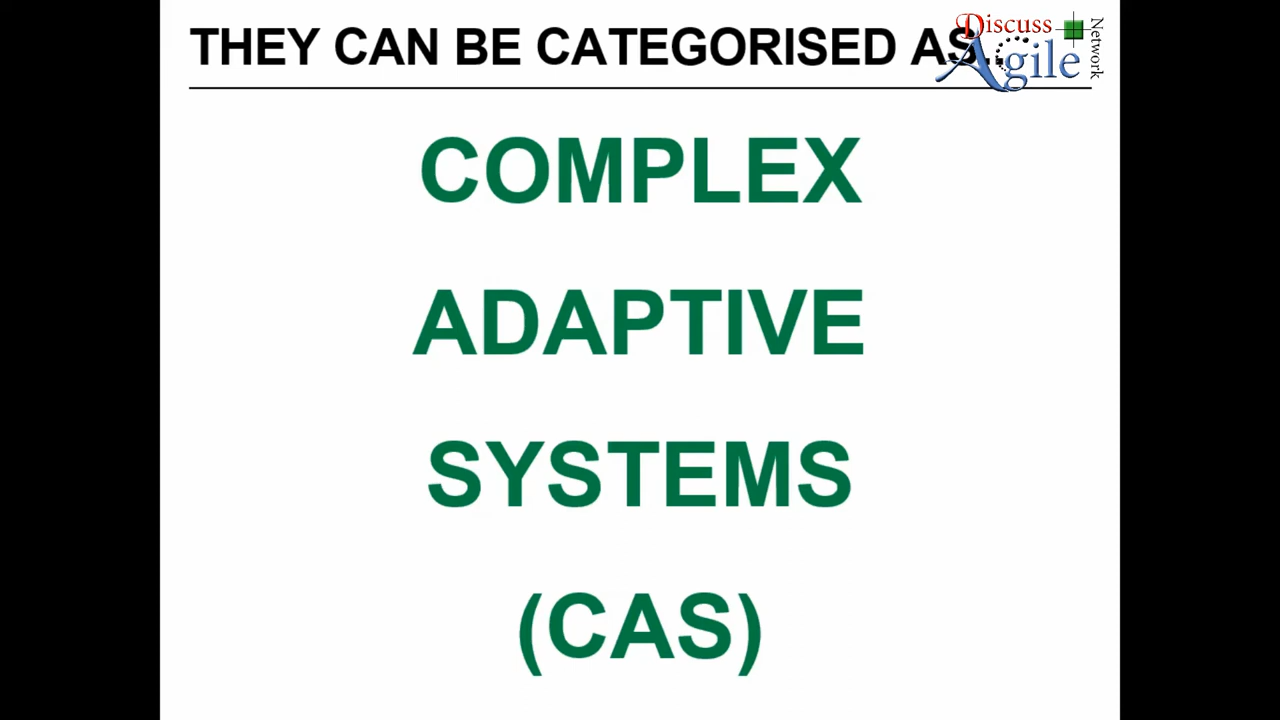 THEY CAN BE CATEGORISED AS..
Discuss
Agile
Network
COMPLEX
ADAPTIVE
SYSTEMS
(CAS)